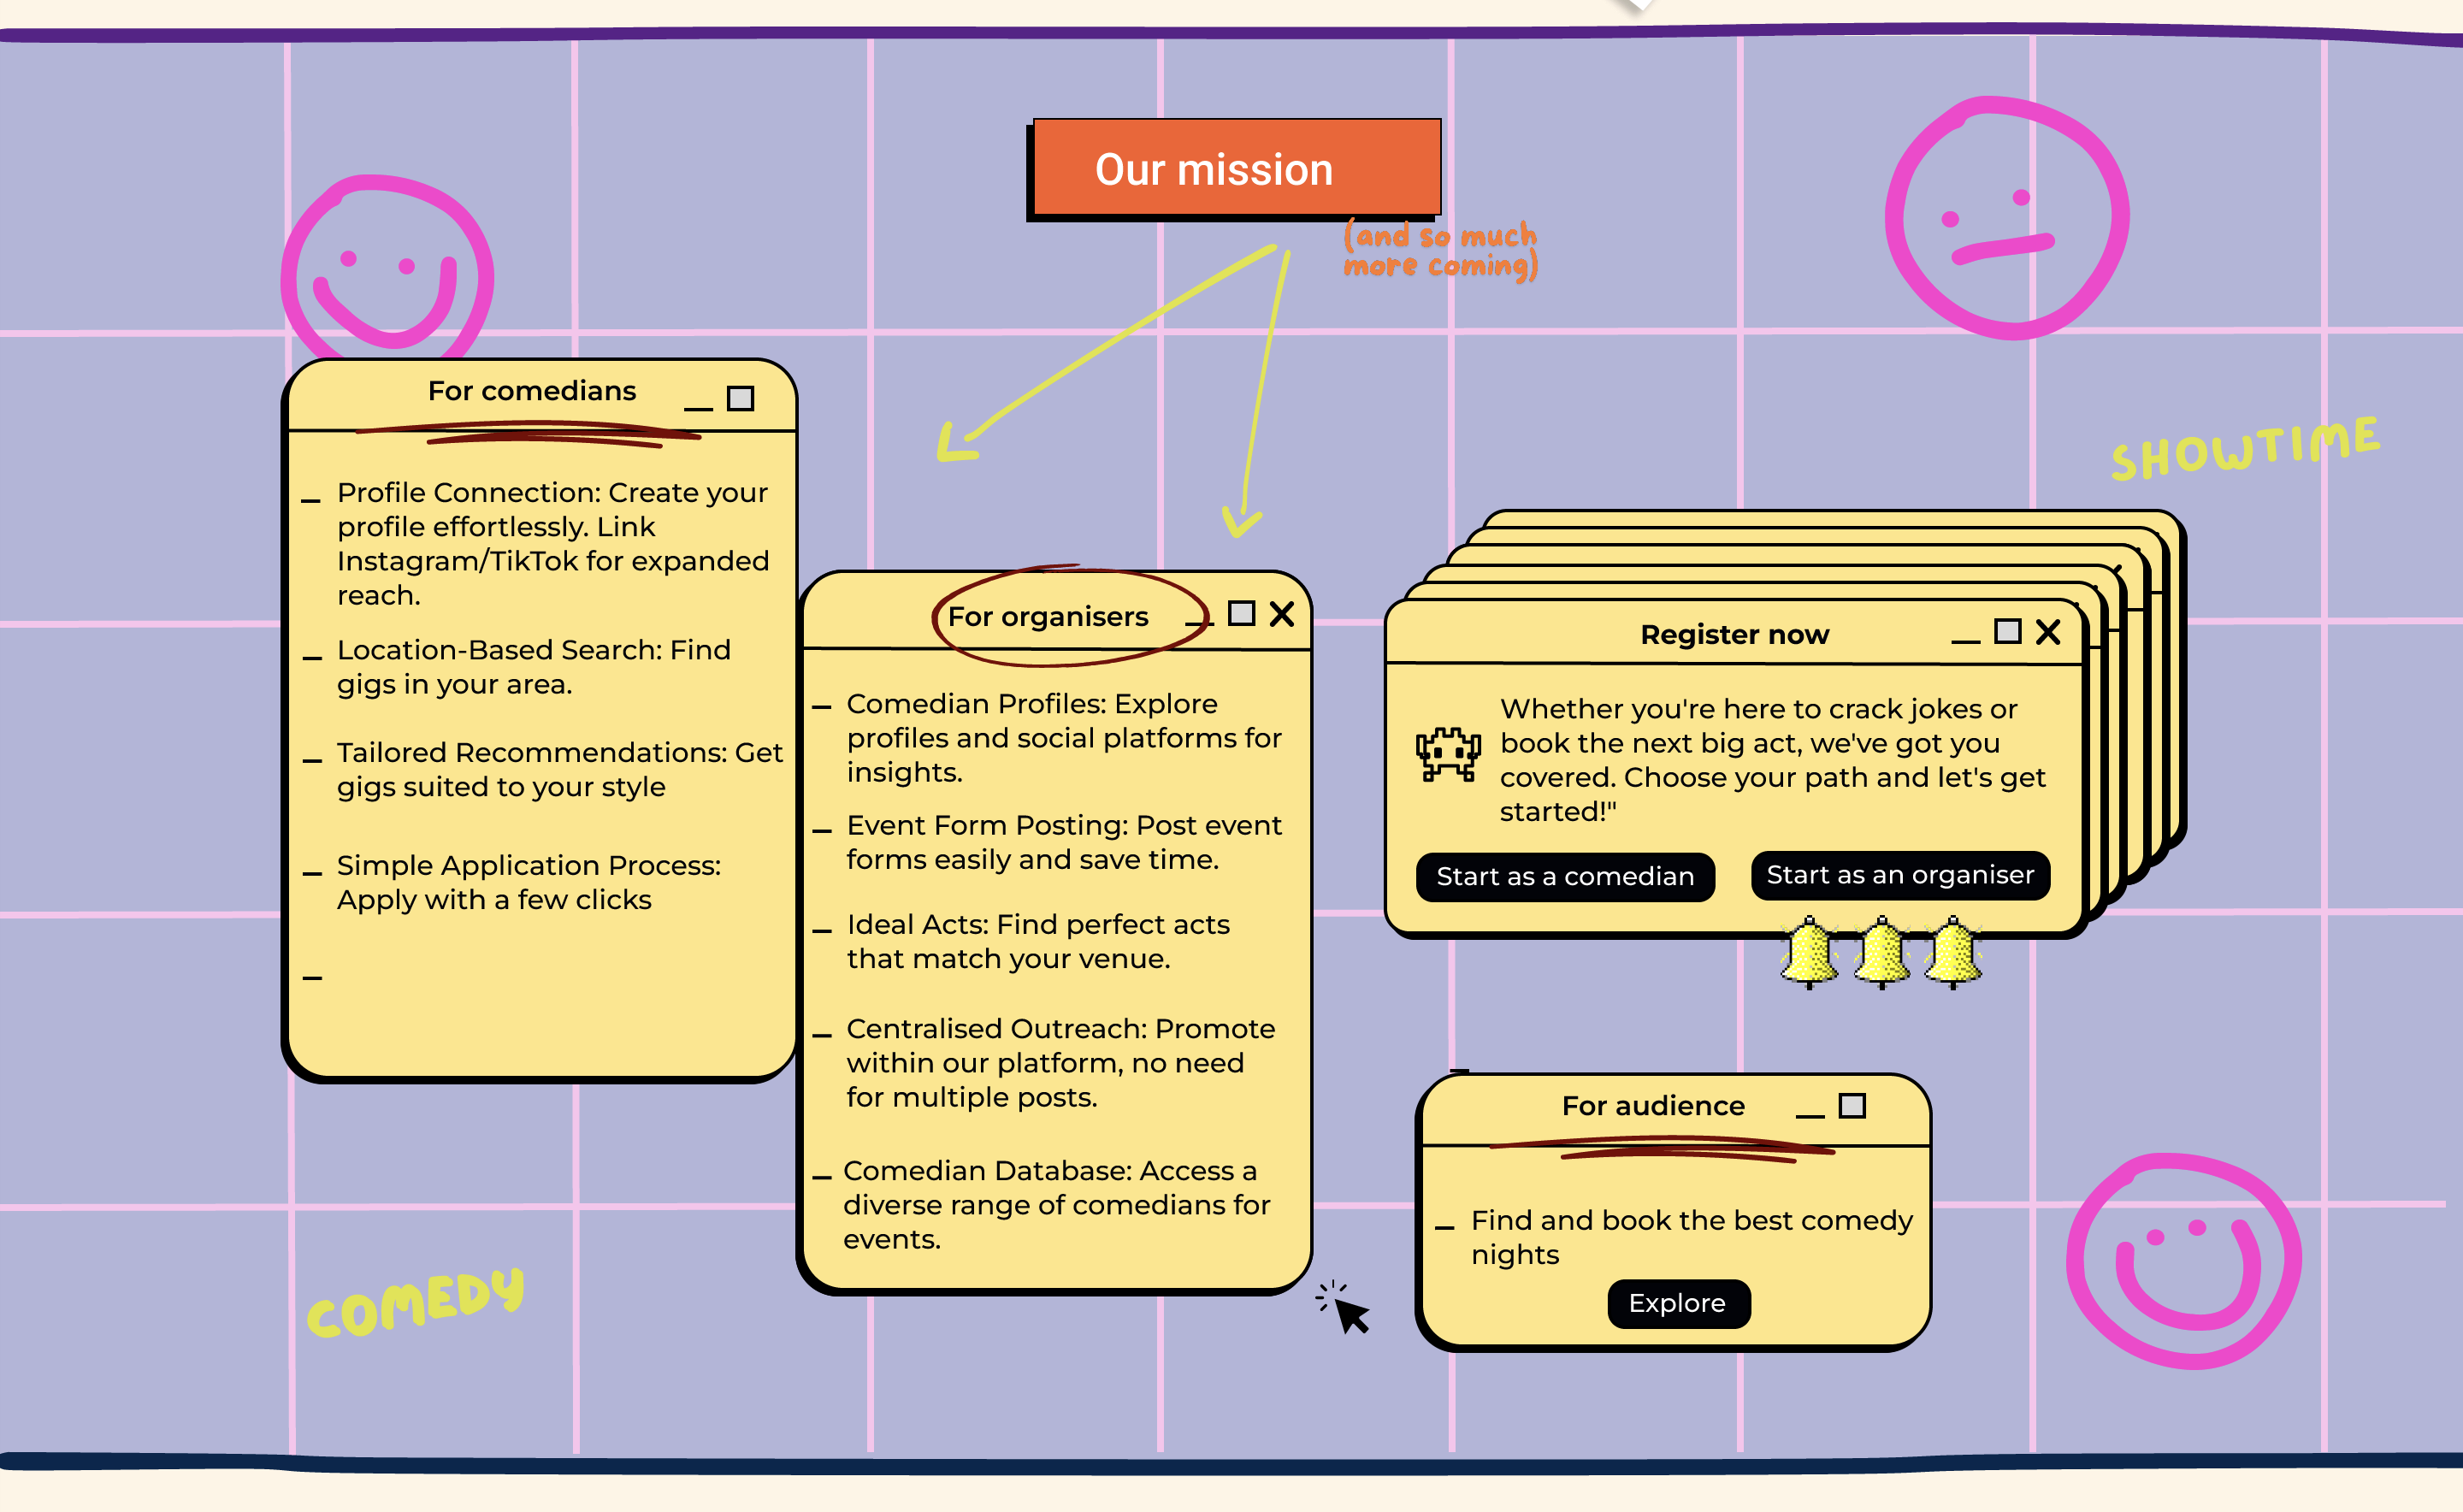 Our mission
(and so much
more coming)
For comedians
Profile Connection: Create your
profile effortlessly. Link
Instagram/TikTok for expanded
reach.
Location-Based Search: Find
gigs in your area.
Tailored Recommendations: Get
gigs suited to your style
Simple Application Process:
Apply with a few clicks
For organisers
Comedian Profiles: Explore
profiles and social platforms for
insights.
Event Form Posting: Post event
forms easily and save time.
Ideal Acts: Find perfect acts
that match your venue.
Centralised Outreach: Promote
within our platform, no need
for multiple posts.
Comedian Database: Access a
diverse range of comedians for
events.
SHOWTIME
Register now
Whether you're here to crack jokes or
book the next big act, we've got you
covered. Choose your path and let's get
started!"
Start as a comedian
Start as an organiser
For audience
Find and book the best comedy
nights
Explore
COMEDY